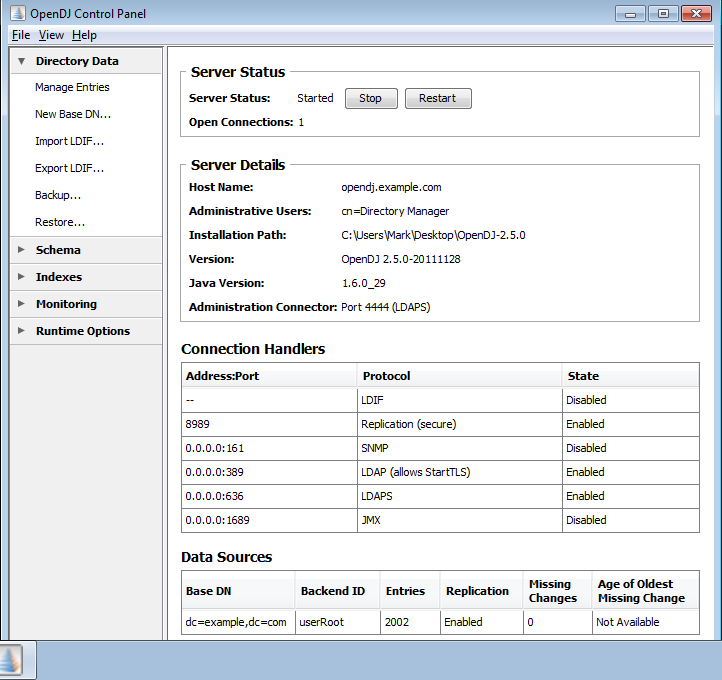 OpenDJ Control Panel
File View Help
Directory Data
Manage Entries
New Base DN...
Import LDIF...
Export LDIF...
Backup...
Restore...
Schema
Indexes
Monitoring
Runtime Options
Server Status
Server Status: Started Stop Restart
Open Connections: 1
Server Details
Host Name: opendj.example.com
Administrative Users: cn=Directory Manager
Installation Path: C:\Users\Mark\Desktop\OpenDJ-2.5.0
Version: OpenDJ 2.5.0-20111128
Java Version: 1.6.0_29
Administration Connector: Port 4444 (LDAPS)
Connection Handlers
Address:Port Protocol State
-- LDIF Disabled
8989 Replication (secure) Enabled
0.0.0.0:161 SNMP Disabled
0.0.0.0:389 LDAP (allows StartTLS) Enabled
0.0.0.0:636 LDAPS Enabled
0.0.0.0:1689 JMX Disabled
Data Sources
Base DN Backend ID Entries Replication Missing Changes Age of Oldest Missing Change
dc=example,dc=com userRoot 2002 Enabled 0 Not Available